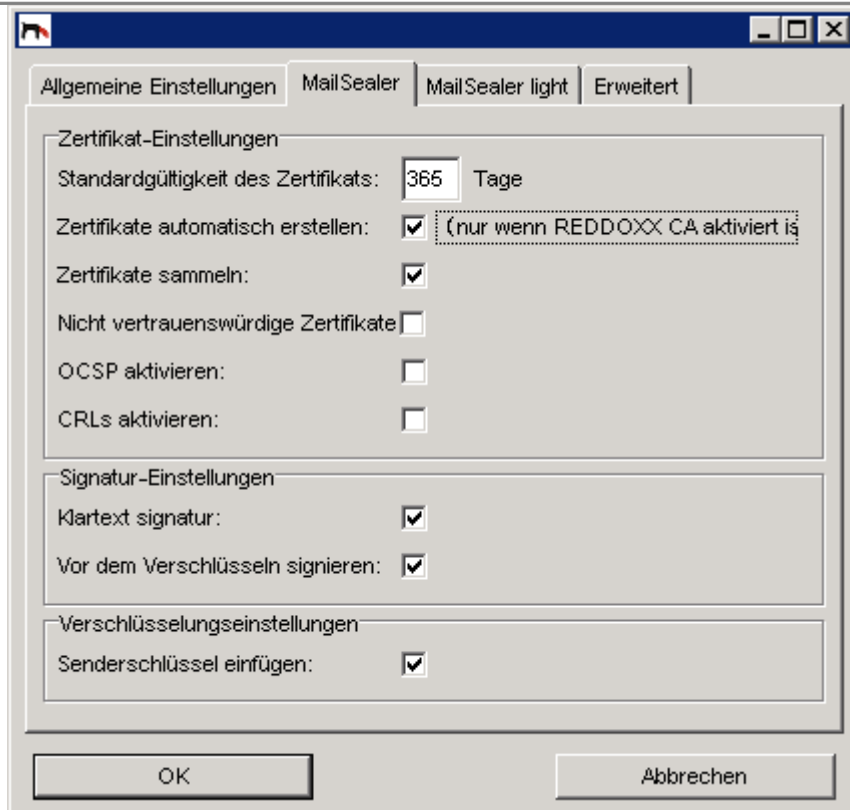 Allgemeine Einstellungen MailSealer MailSealer light Erweitert
Zertifikat-Einstellungen
Standardgültigkeit des Zertifikats: 365 Tage
Zertifikate automatisch erstellen: (nur wenn REDDOXX CA aktiviert is
Zertifikate sammeln:
Nicht vertrauenswürdige Zertifikate
OCSP aktivieren:
CRLs aktivieren:
Signatur-Einstellungen
Klartext signatur:
Vor dem Verschlüsseln signieren:
Verschlüsselungseinstellungen
Senderschlüssel einfügen:
OK Abbrechen